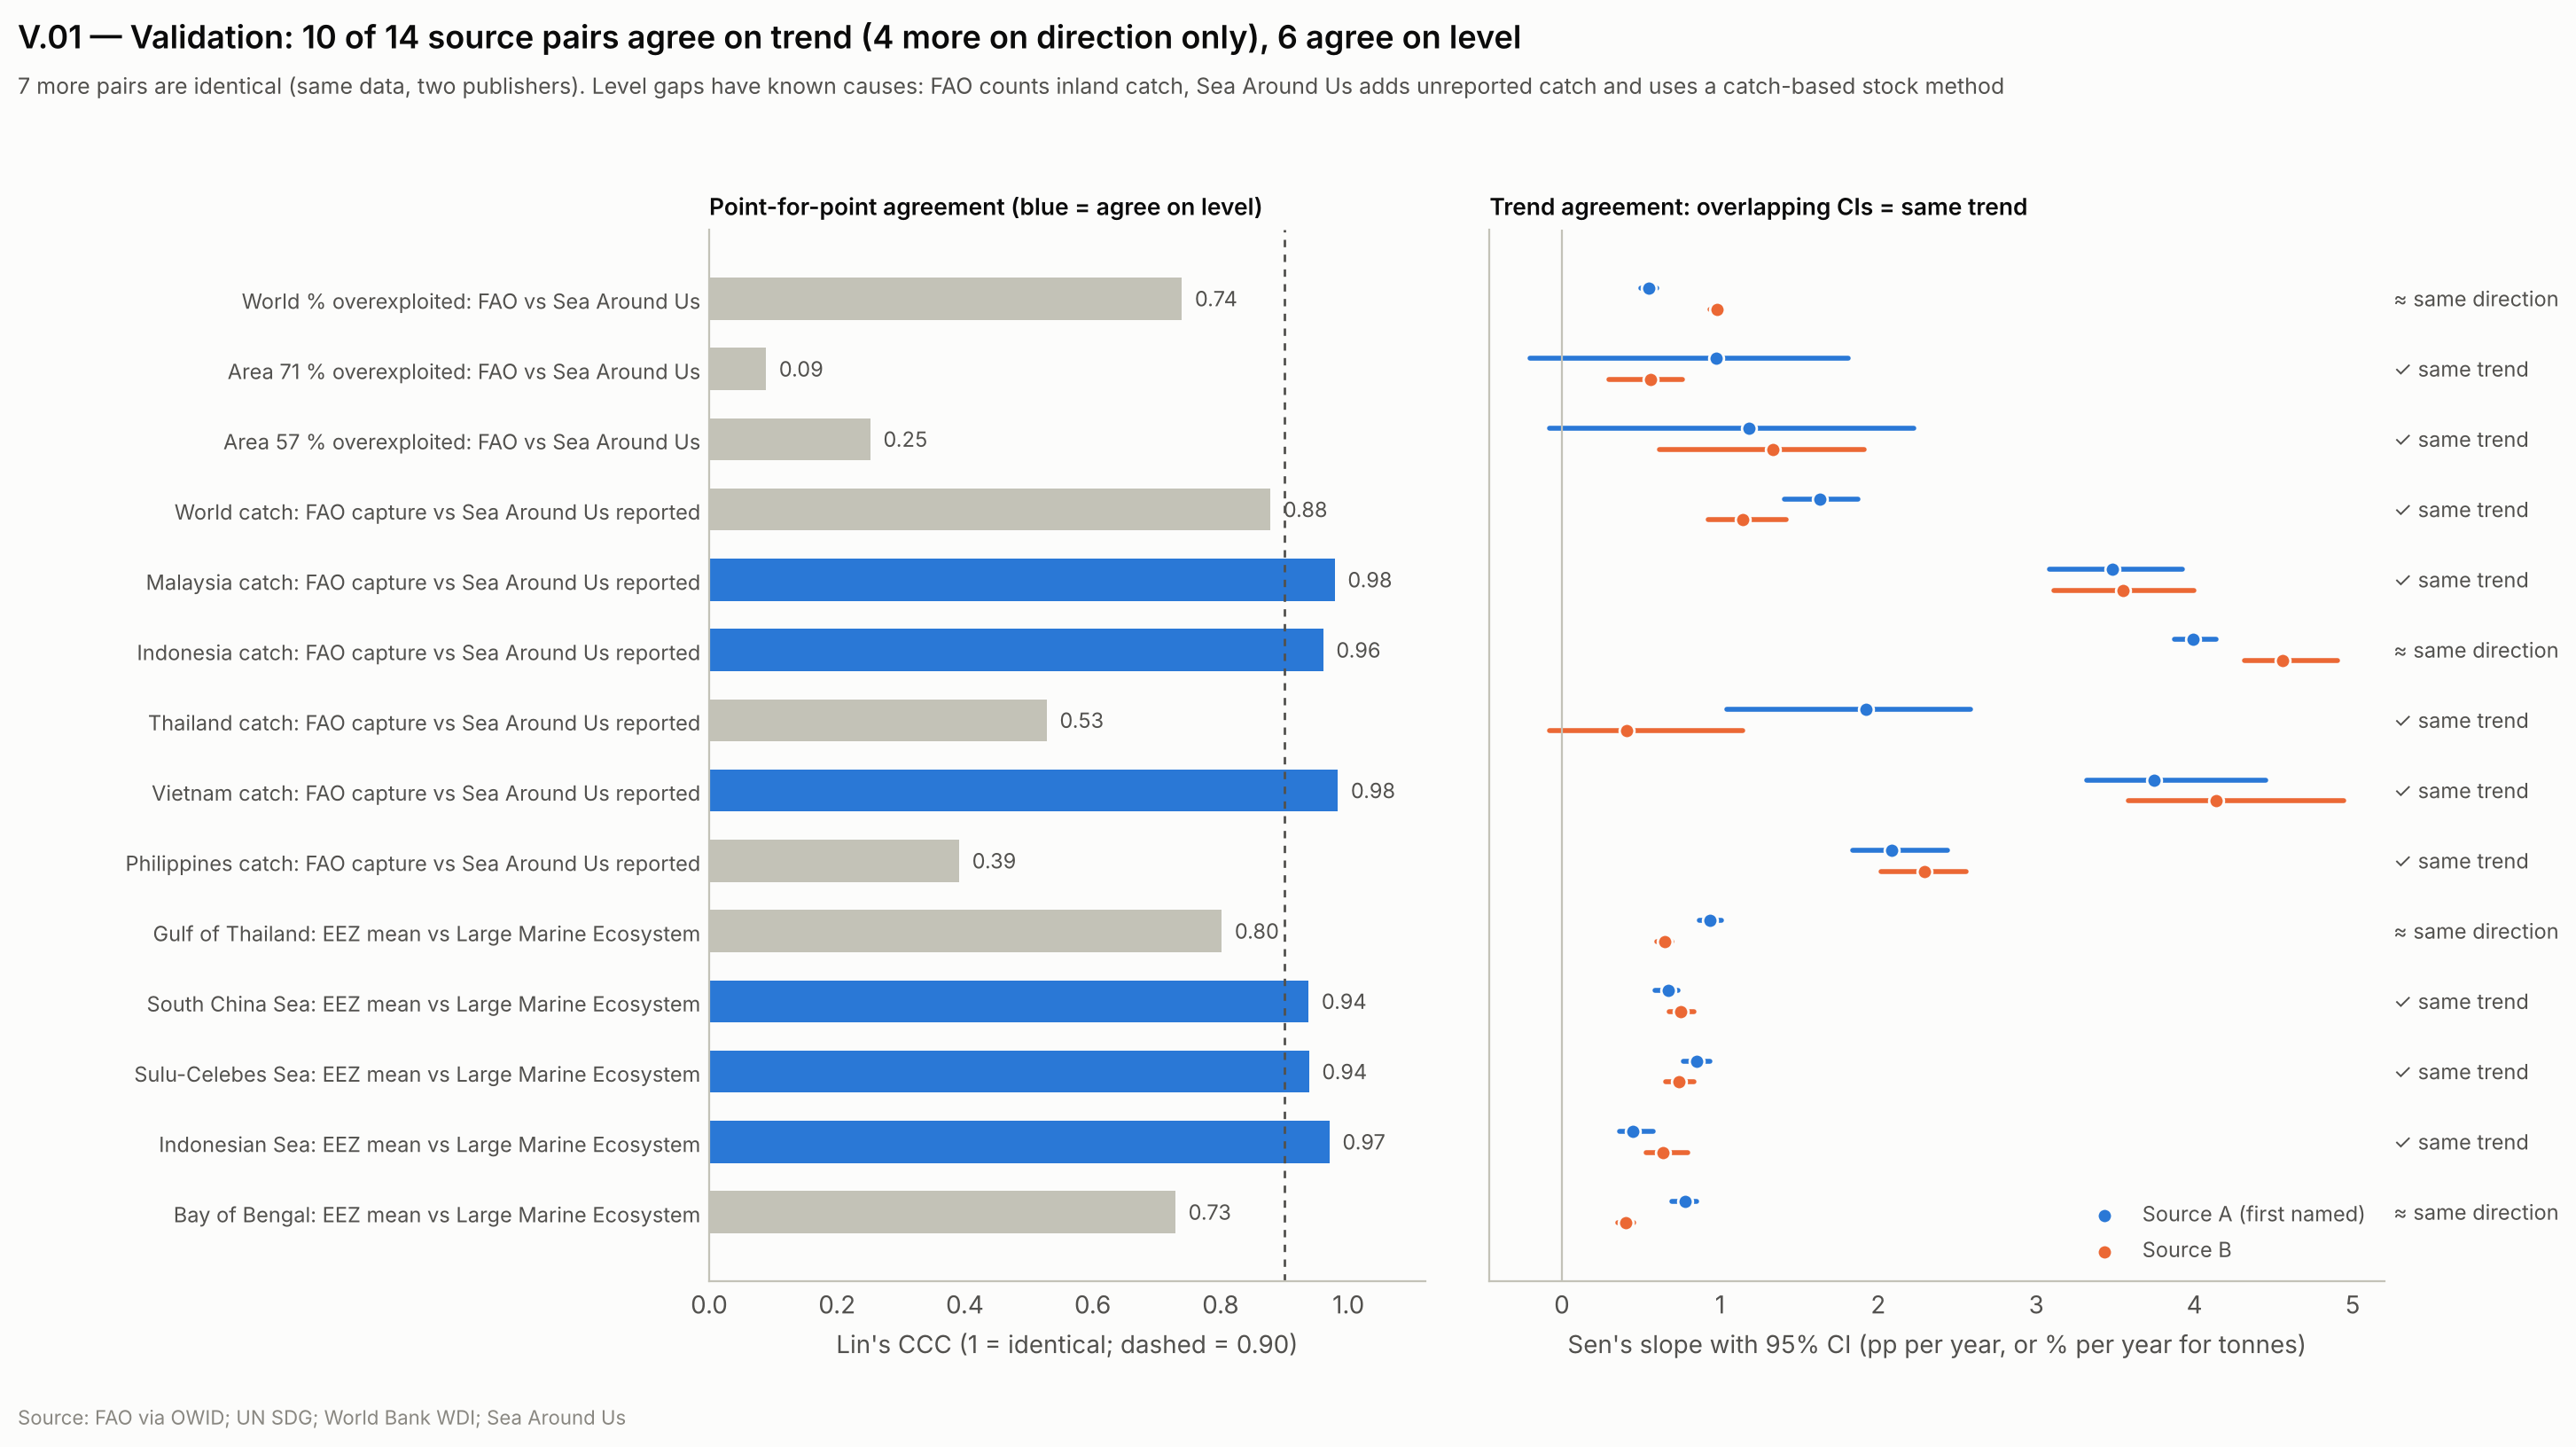 V.01 — Validation: 10 of 14 source pairs agree on trend (4 more on direction only), 6 agree on level
7 more pairs are identical (same data, two publishers). Level gaps have known causes: FAO counts inland catch, Sea Around Us adds unreported catch and uses a catch-based stock method
Point-for-point agreement (blue = agree on level)
Trend agreement: overlapping CIs = same trend
World % overexploited: FAO vs Sea Around Us 0.74 ≈ same direction
Area 71 % overexploited: FAO vs Sea Around Us 0.09 ✓ same trend
Area 57 % overexploited: FAO vs Sea Around Us 0.25 ✓ same trend
World catch: FAO capture vs Sea Around Us reported 0.88 ✓ same trend
Malaysia catch: FAO capture vs Sea Around Us reported 0.98 ✓ same trend
Indonesia catch: FAO capture vs Sea Around Us reported 0.96 ≈ same direction
Thailand catch: FAO capture vs Sea Around Us reported 0.53 ✓ same trend
Vietnam catch: FAO capture vs Sea Around Us reported 0.98 ✓ same trend
Philippines catch: FAO capture vs Sea Around Us reported 0.39 ✓ same trend
Gulf of Thailand: EEZ mean vs Large Marine Ecosystem 0.80 ≈ same direction
South China Sea: EEZ mean vs Large Marine Ecosystem 0.94 ✓ same trend
Sulu-Celebes Sea: EEZ mean vs Large Marine Ecosystem 0.94 ✓ same trend
Indonesian Sea: EEZ mean vs Large Marine Ecosystem 0.97 ✓ same trend
Bay of Bengal: EEZ mean vs Large Marine Ecosystem 0.73 ≈ same direction
Source A (first named)
Source B
0.0 0.2 0.4 0.6 0.8 1.0
Lin's CCC (1 = identical; dashed = 0.90)
0 1 2 3 4 5
Sen's slope with 95% CI (pp per year, or % per year for tonnes)
Source: FAO via OWID; UN SDG; World Bank WDI; Sea Around Us